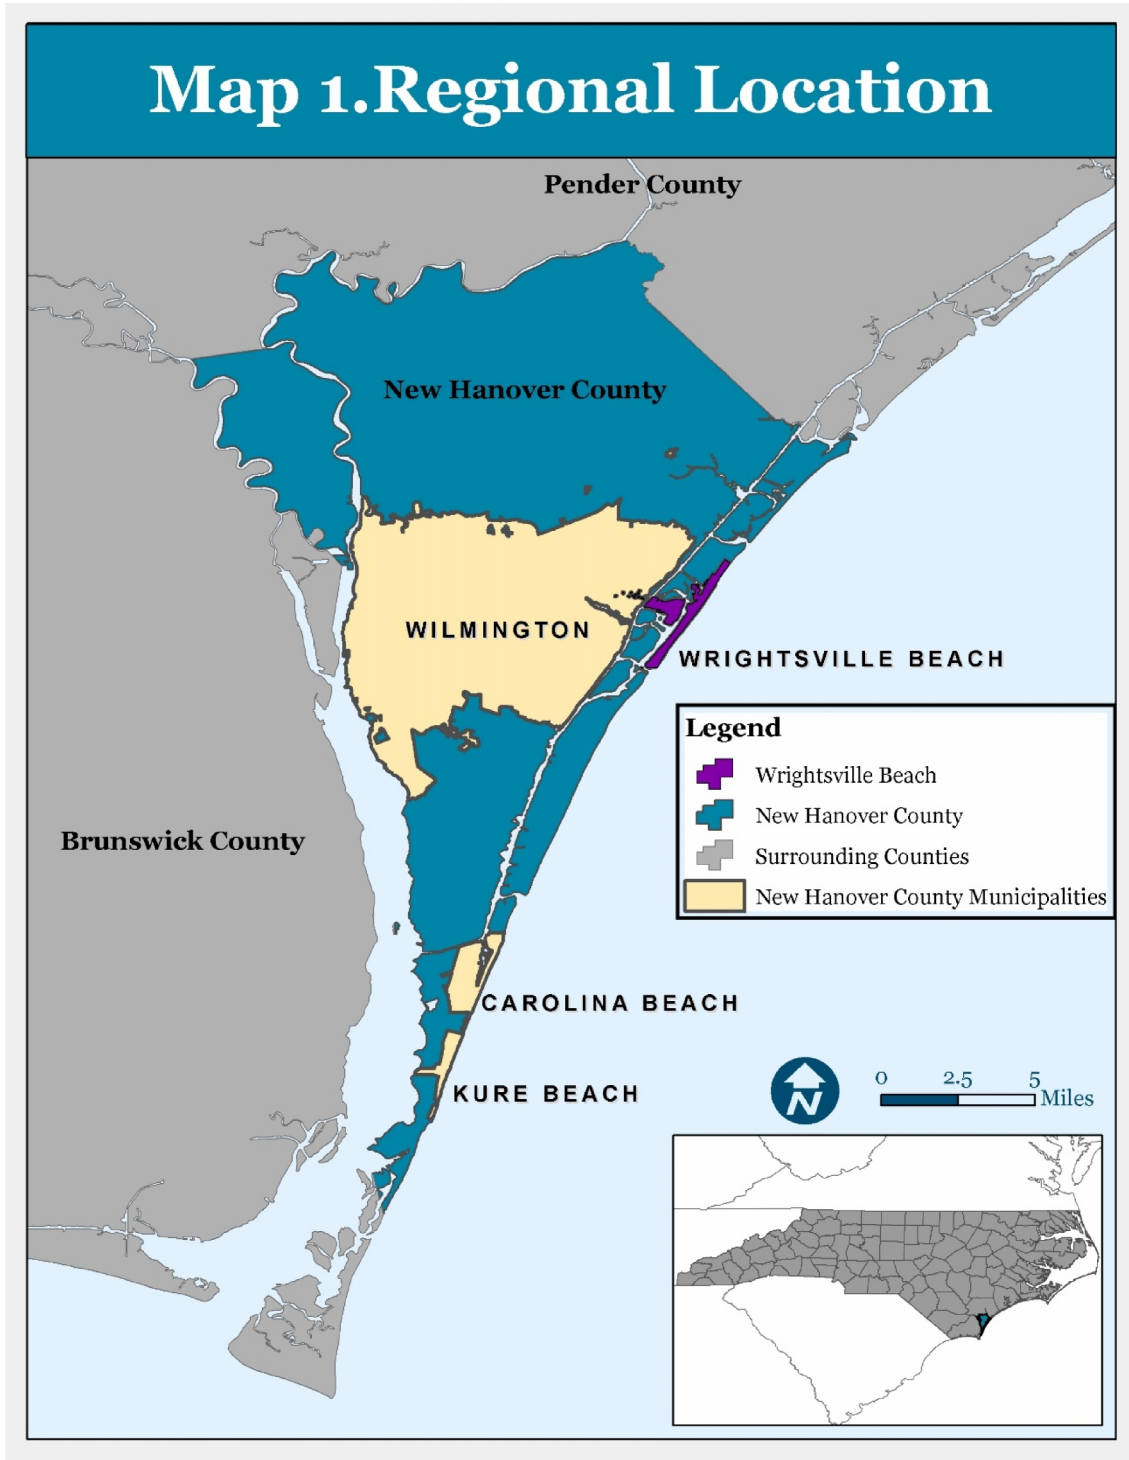 Map 1.Regional Location
Pender County
New Hanover County
WILMINGTON
WRIGHTSVILLE BEACH
Legend
Wrightsville Beach
New Hanover County
Surrounding Counties
New Hanover County Municipalities
Brunswick County
CAROLINA BEACH
KURE BEACH
N
0 2.5 5
Miles